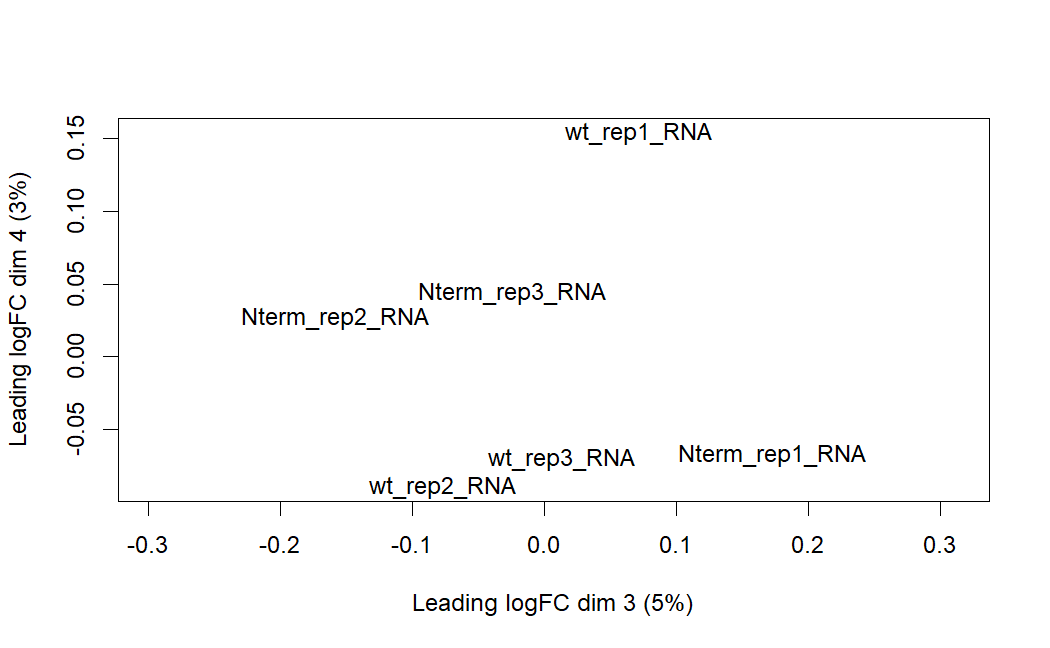 wt_rep1_RNA
Nterm_rep3_RNA
Nterm_rep2_RNA
Nterm_rep1_RNA
wt_rep3_RNA
wt_rep2_RNA
Leading logFC dim 4 (3%)
0.15
0.10
0.05
0.00
-0.05
-0.3 -0.2 -0.1 0.0 0.1 0.2 0.3
Leading logFC dim 3 (5%)